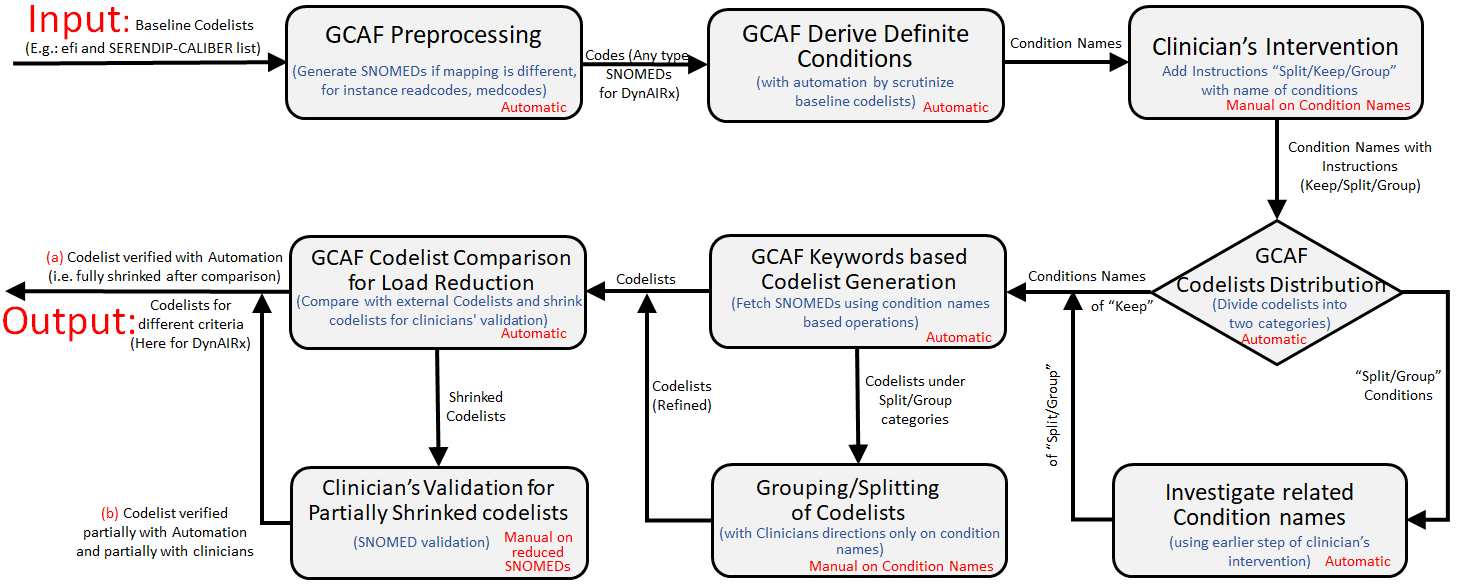 Input:
Baseline Codelists
(E.g.: efi and SERENDIP-CALIBER list)
GCAF Preprocessing
(Generate SNOMEDs if mapping is different,
for instance readcodes, medcodes)
Automatic
Codes (Any type
SNOMEDs
for DynAIRx)
GCAF Derive Definite
Conditions
(with automation by scrutinize
baseline codelists)
Automatic
Condition Names
Clinician's Intervention
Add Instructions “Split/Keep/Group”
with name of conditions
Manual on Condition Names
Condition Names with
Instructions
(Keep/Split/Group)
GCAF
Codelists Distribution
(Divide codelists into
two categories)
Automatic
“Split/Group”
Conditions
Investigate related
Condition names
(using earlier step of clinician’s
intervention)
Automatic
of “Split/Group”
Conditions Names
of “Keep”
GCAF Keywords based
Codelist Generation
(Fetch SNOMEDs using condition names
based operations)
Automatic
Codelists under
Split/Group
categories
Grouping/Splitting
of Codelists
(with Clinicians directions only on condition
names)
Manual on Condition Names
Codelists
(Refined)
Codelists
GCAF Codelist Comparison
for Load Reduction
(Compare with external Codelists and shrink
codelists for clinicians' validation)
Automatic
Shrinked
Codelists
Clinician’s Validation for
Partially Shrinked codelists
(SNOMED validation)
Manual on
reduced
SNOMEDs
(a) Codelist verified with Automation
(i.e. fully shrinked after comparison)
Output:
Codelists for
different criteria
(Here for DynAIRx)
(b) Codelist verified
partially with Automation
and partially with clinicians